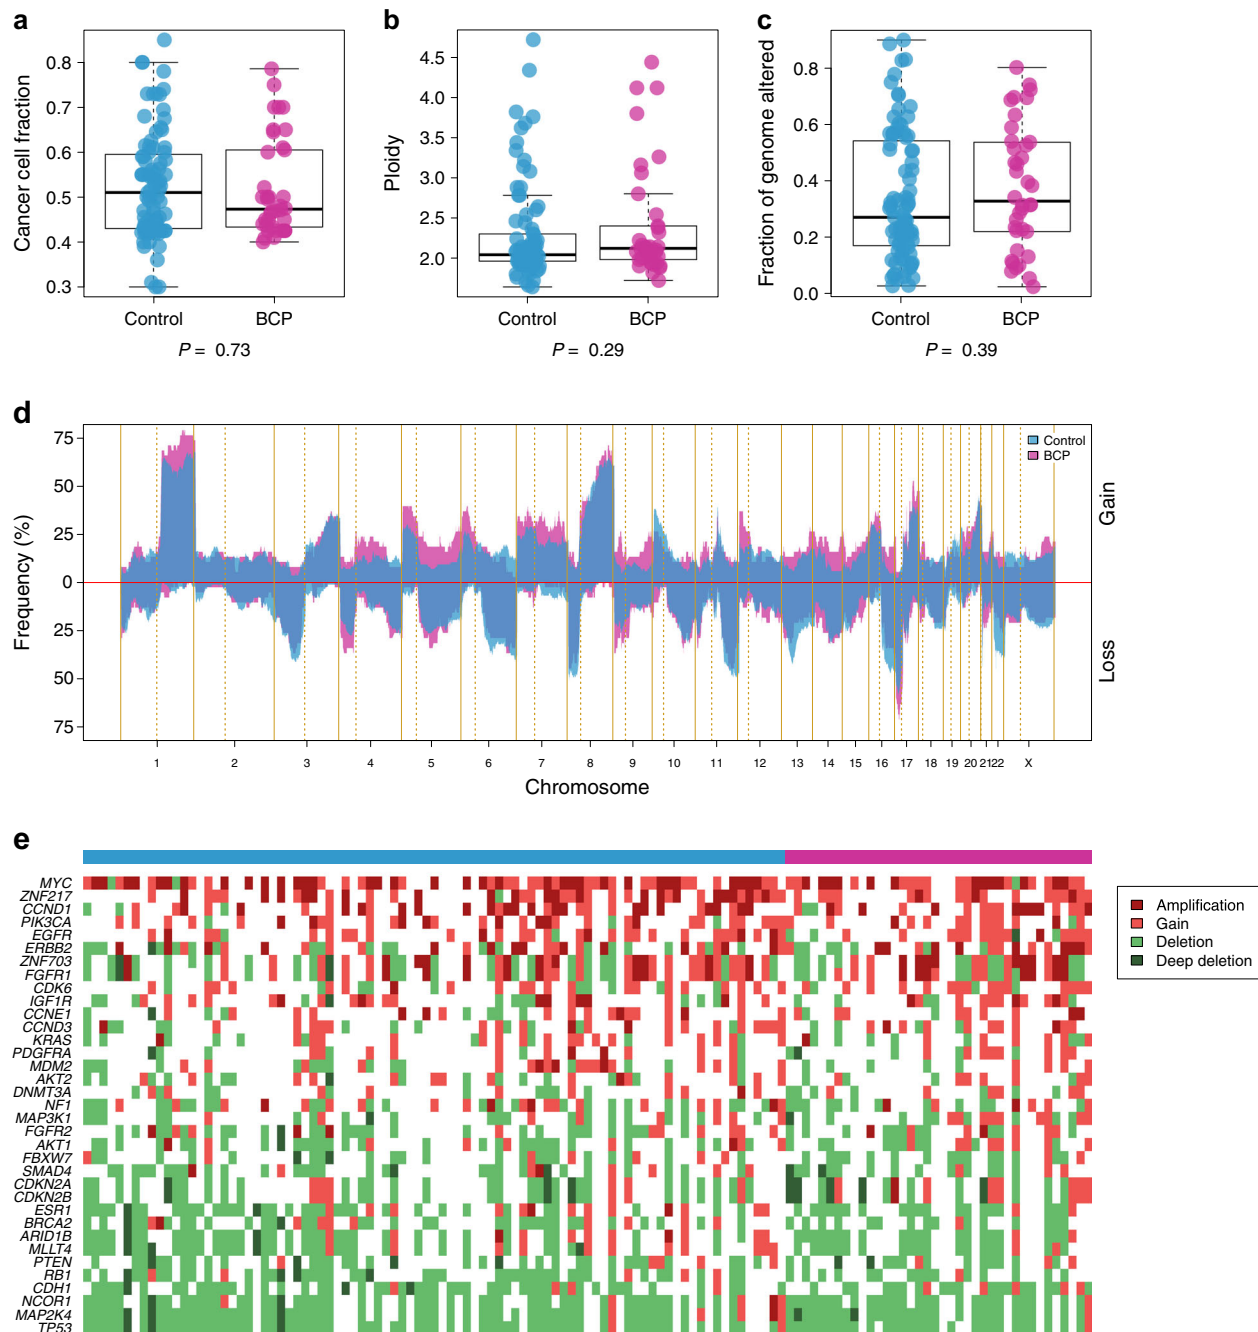 a
0.8
0.7
0.6
0.5
0.4
0.3
Cancer cell fraction
Control
BCP
P = 0.73
b
4.5
4.0
3.5
3.0
2.5
2.0
Ploidy
Control
BCP
P = 0.29
c
0.8
0.6
0.4
0.2
0.0
Fraction of genome altered
Control
BCP
P = 0.39
d
75
50
25
0
25
50
75
Frequency (%)
Control
BCP
Gain
Loss
1 2 3 4 5 6 7 8 9 10 11 12 13 14 15 16 17 18 19 20 21 22 X
Chromosome
e
MYC
ZNF217
CCND1
PIK3CA
EGFR
ERBB2
ZNF703
FGFR1
CDK6
IGF1R
CCNE1
CCND3
KRAS
PDGFRA
MDM2
AKT2
DNMT3A
NF1
MAP3K1
FGFR2
AKT1
FBXW7
SMAD4
CDKN2A
CDKN2B
ESR1
BRCA2
ARID1B
MLLT4
PTEN
RB1
CDH1
NCOR1
MAP2K4
TP53
Amplification
Gain
Deletion
Deep deletion